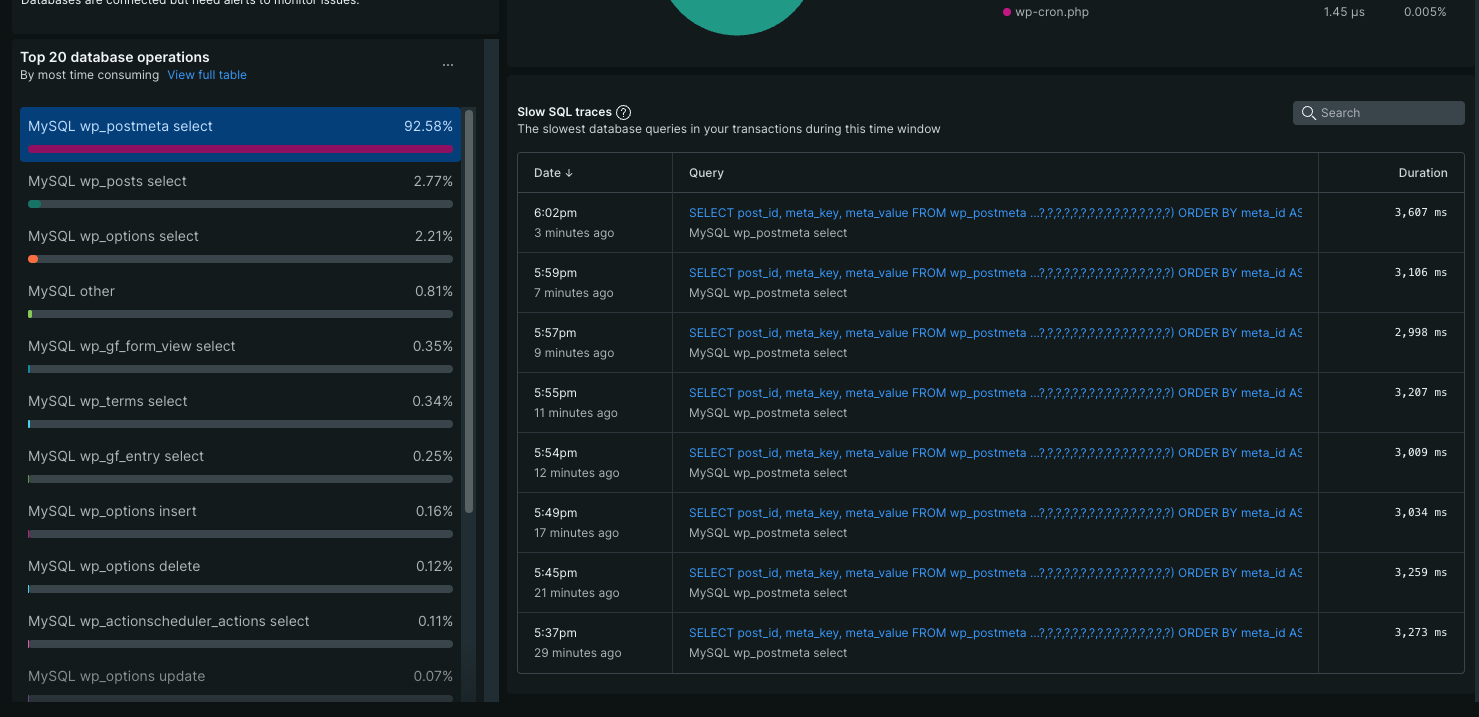 Databases are connected but need alerts to monitor issues.
Top 20 database operations
By most time consuming View full table
...
MySQL wp_postmeta select 92.58%
MySQL wp_posts select 2.77%
MySQL wp_options select 2.21%
MySQL other 0.81%
MySQL wp_gf_form_view select 0.35%
MySQL wp_terms select 0.34%
MySQL wp_gf_entry select 0.25%
MySQL wp_options insert 0.16%
MySQL wp_options delete 0.12%
MySQL wp_actionscheduler_actions select 0.11%
MySQL wp_options update 0.07%
wp-cron.php 1.45 µs 0.005%
Slow SQL traces ?
The slowest database queries in your transactions during this time window
Search
Date ↓ Query Duration
6:02pm SELECT post_id, meta_key, meta_value FROM wp_postmeta ...?,?,?,?,?,?,?,?,?,?,?,?,?,?,?,?,?) ORDER BY meta_id AS 3,607 ms
3 minutes ago MySQL wp_postmeta select
5:59pm SELECT post_id, meta_key, meta_value FROM wp_postmeta ...?,?,?,?,?,?,?,?,?,?,?,?,?,?,?,?,?) ORDER BY meta_id AS 3,106 ms
7 minutes ago MySQL wp_postmeta select
5:57pm SELECT post_id, meta_key, meta_value FROM wp_postmeta ...?,?,?,?,?,?,?,?,?,?,?,?,?,?,?,?,?) ORDER BY meta_id AS 2,998 ms
9 minutes ago MySQL wp_postmeta select
5:55pm SELECT post_id, meta_key, meta_value FROM wp_postmeta ...?,?,?,?,?,?,?,?,?,?,?,?,?,?,?,?,?) ORDER BY meta_id AS 3,207 ms
11 minutes ago MySQL wp_postmeta select
5:54pm SELECT post_id, meta_key, meta_value FROM wp_postmeta ...?,?,?,?,?,?,?,?,?,?,?,?,?,?,?,?,?) ORDER BY meta_id AS 3,009 ms
12 minutes ago MySQL wp_postmeta select
5:49pm SELECT post_id, meta_key, meta_value FROM wp_postmeta ...?,?,?,?,?,?,?,?,?,?,?,?,?,?,?,?,?) ORDER BY meta_id AS 3,034 ms
17 minutes ago MySQL wp_postmeta select
5:45pm SELECT post_id, meta_key, meta_value FROM wp_postmeta ...?,?,?,?,?,?,?,?,?,?,?,?,?,?,?,?,?) ORDER BY meta_id AS 3,259 ms
21 minutes ago MySQL wp_postmeta select
5:37pm SELECT post_id, meta_key, meta_value FROM wp_postmeta ...?,?,?,?,?,?,?,?,?,?,?,?,?,?,?,?,?) ORDER BY meta_id AS 3,273 ms
29 minutes ago MySQL wp_postmeta select